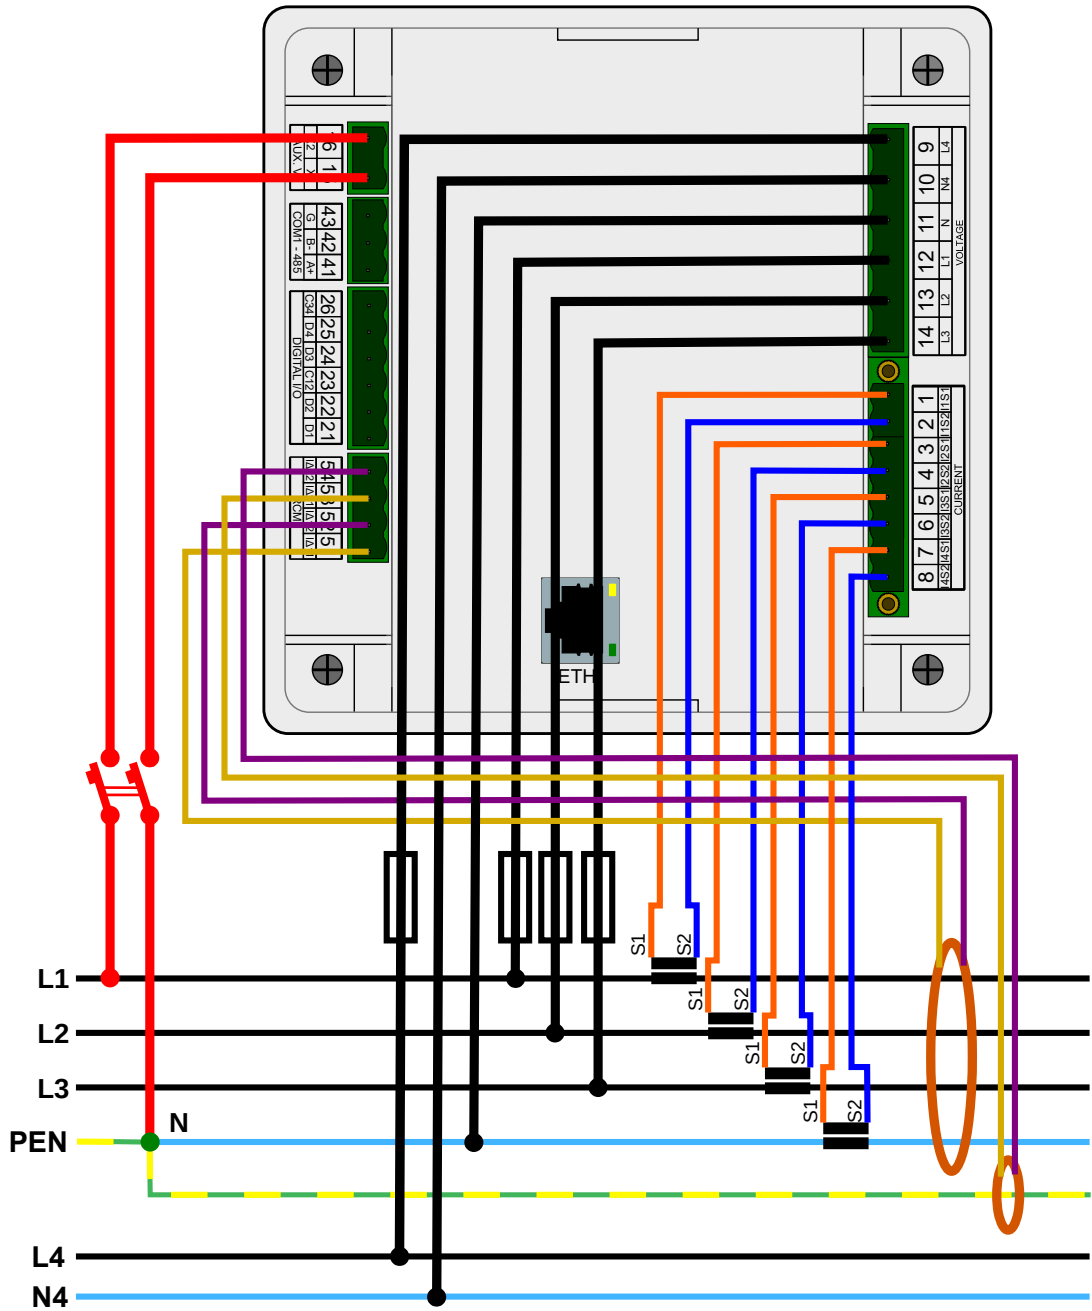 9 L4
10 N4
11 N
12 L1
13 L2
14 L3
VOLTAGE
1 I1S1
2 I1S2
3 I2S1
4 I2S2
5 I3S1
6 I3S2
7 I4S1
8 I4S2
CURRENT
43 42 41
G B- A+
COM1 - 485
26 25 24 23 22 21
C34 D4 D3 C12 D2 D1
DIGITAL I/O
54
RCM
ETH
S1 S2
S1 S2
S1 S2
S1 S2
L1
L2
L3
N
PEN
L4
N4